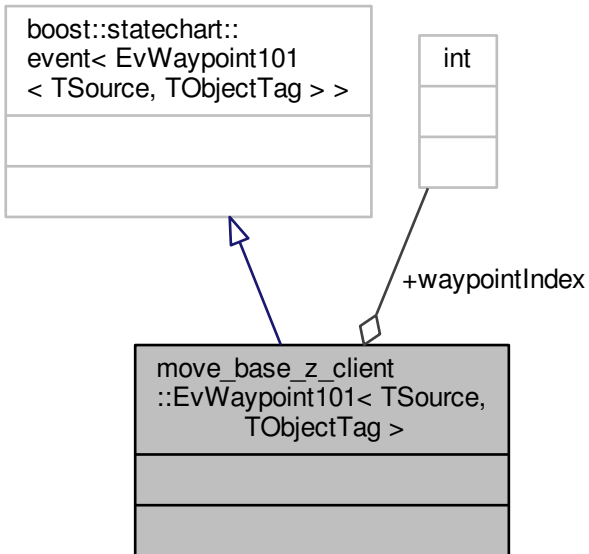 boost::statechart::
event< EvWaypoint101
< TSource, TObjectTag > >
int
+waypointIndex
move_base_z_client
::EvWaypoint101< TSource,
TObjectTag >